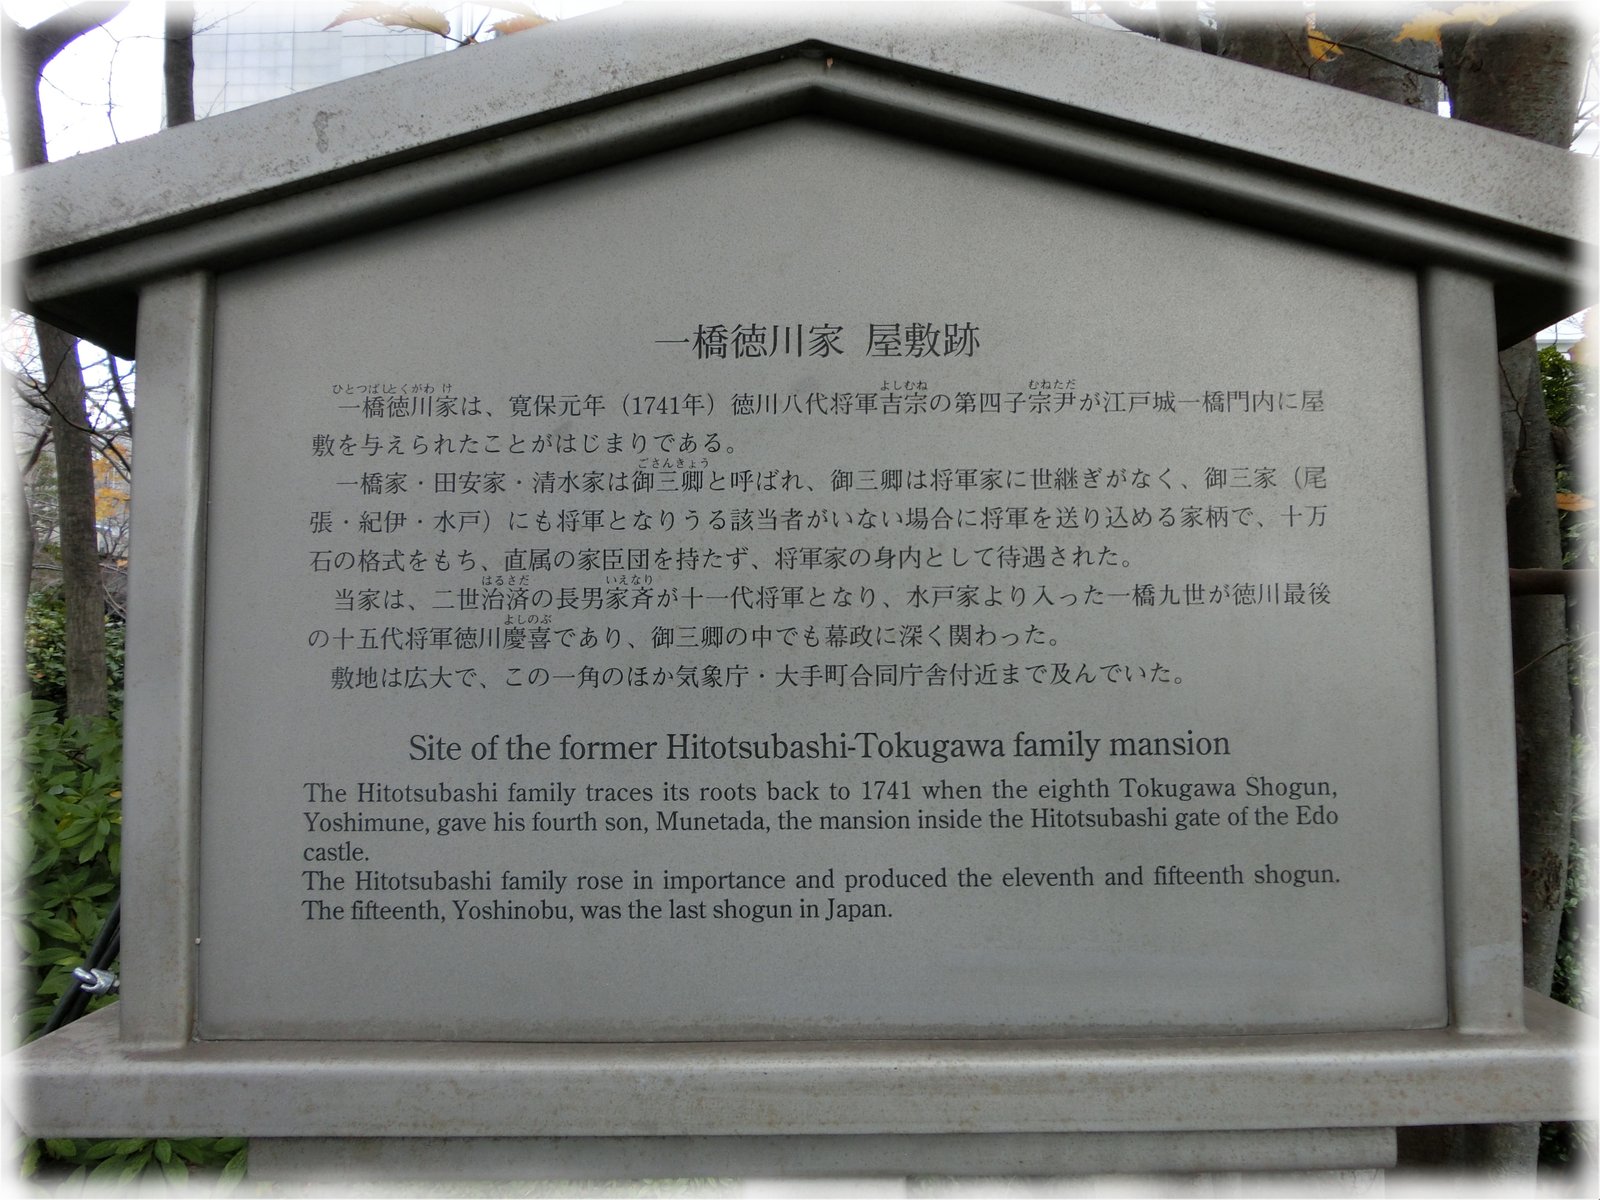 一橋徳川家 屋敷跡
ひとつばしとくがわ け よしむね むねただ
一橋徳川家は、寛保元年（1741年）徳川八代将軍吉宗の第四子宗尹が江戸城一橋門内に屋
敷を与えられたことがはじまりである。
ごさんきょう
一橋家・田安家・清水家は御三卿と呼ばれ、御三卿は将軍家に世継ぎがなく、御三家（尾
張・紀伊・水戸）にも将軍となりうる該当者がいない場合に将軍を送り込める家柄で、十万
石の格式をもち、直属の家臣団を持たず、将軍家の身内として待遇された。
はるさだ いえなり
当家は、二世治済の長男家斉が十一代将軍となり、水戸家より入った一橋九世が徳川最後
よしのぶ
の十五代将軍徳川慶喜であり、御三卿の中でも幕政に深く関わった。
敷地は広大で、この一角のほか気象庁・大手町合同庁舎付近まで及んでいた。
Site of the former Hitotsubashi-Tokugawa family mansion
The Hitotsubashi family traces its roots back to 1741 when the eighth Tokugawa Shogun,
Yoshimune, gave his fourth son, Munetada, the mansion inside the Hitotsubashi gate of the Edo
castle.
The Hitotsubashi family rose in importance and produced the eleventh and fifteenth shogun.
The fifteenth, Yoshinobu, was the last shogun in Japan.